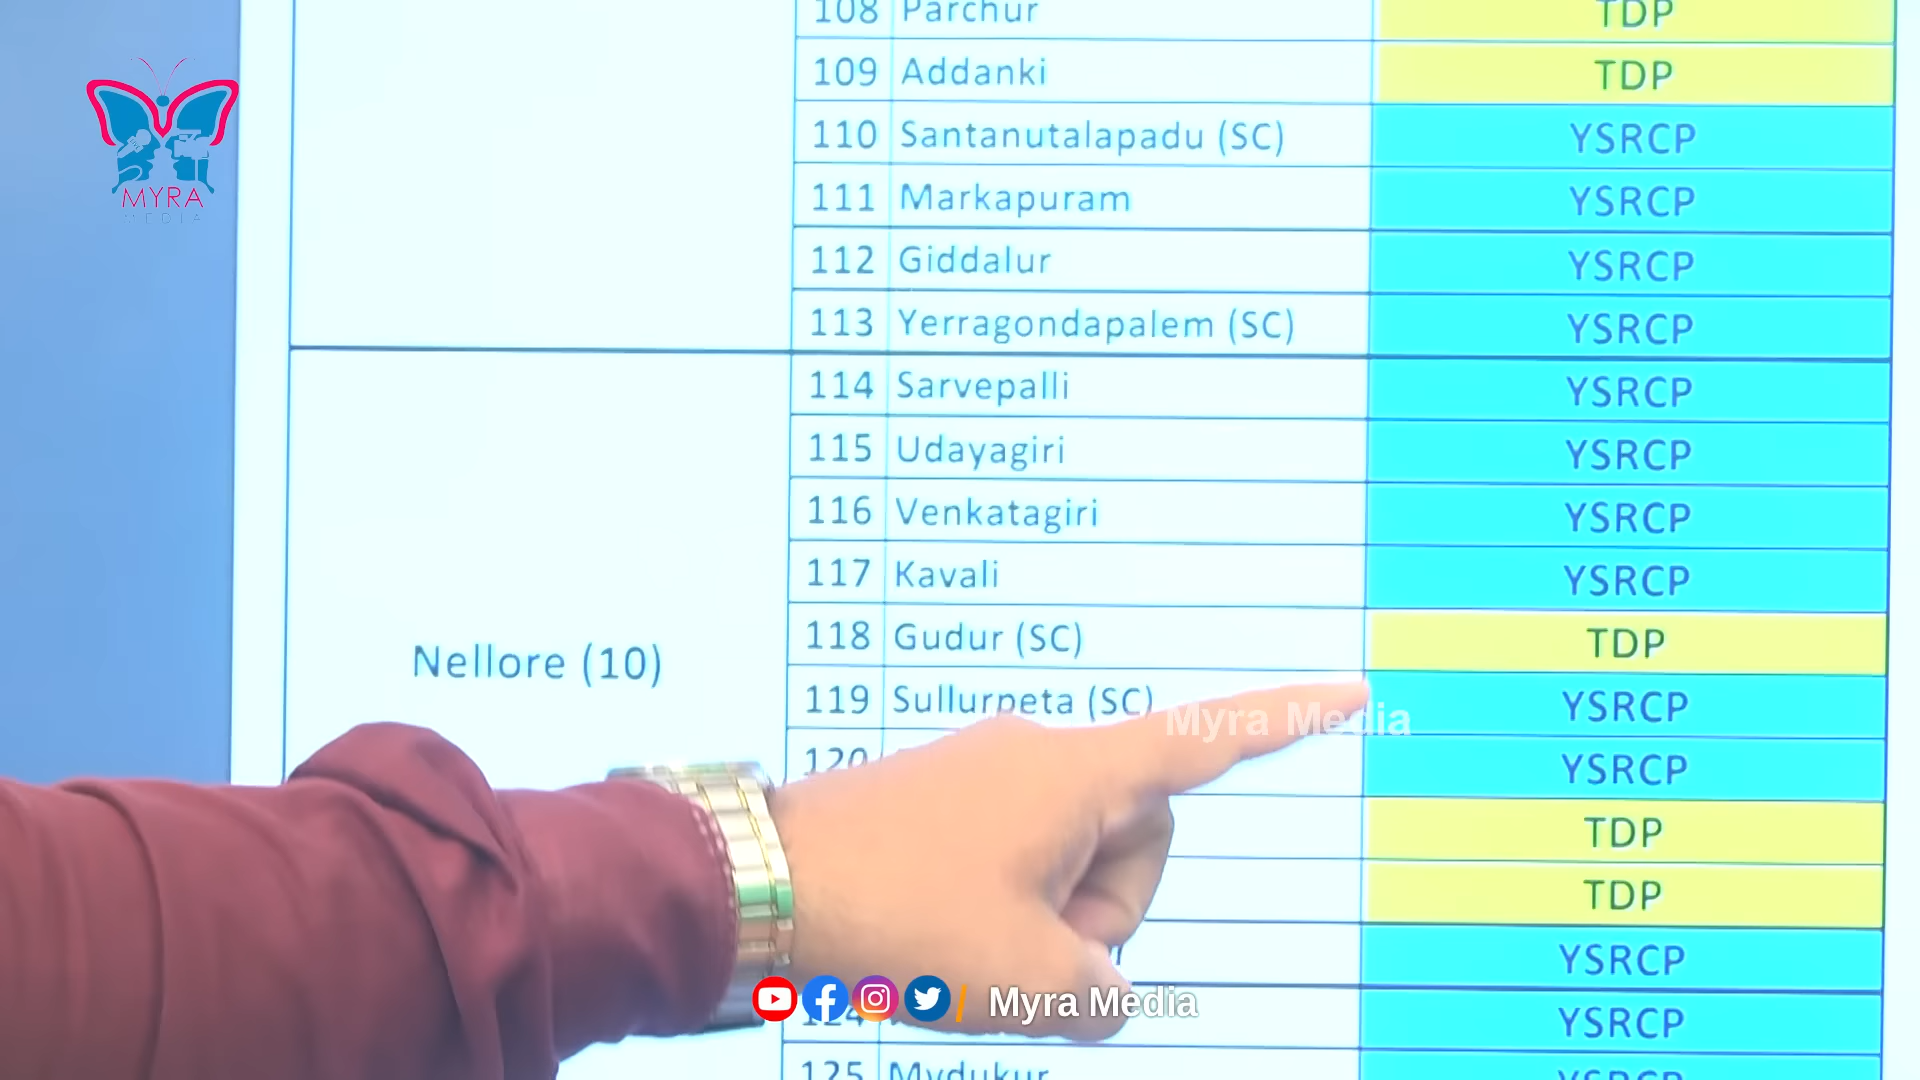 108 Parchur TDP
109 Addanki TDP
110 Santanutalapadu (SC) YSRCP
111 Markapuram YSRCP
112 Giddalur YSRCP
113 Yerragondapalem (SC) YSRCP
114 Sarvepalli YSRCP
115 Udayagiri YSRCP
116 Venkatagiri YSRCP
117 Kavali YSRCP
Nellore (10)
118 Gudur (SC) TDP
119 Sullurpeta (SC) YSRCP
120 YSRCP
TDP
TDP
YSRCP
124 YSRCP
125 Mydukur YSRCP
MYRA
MEDIA
Myra Media
Myra Media